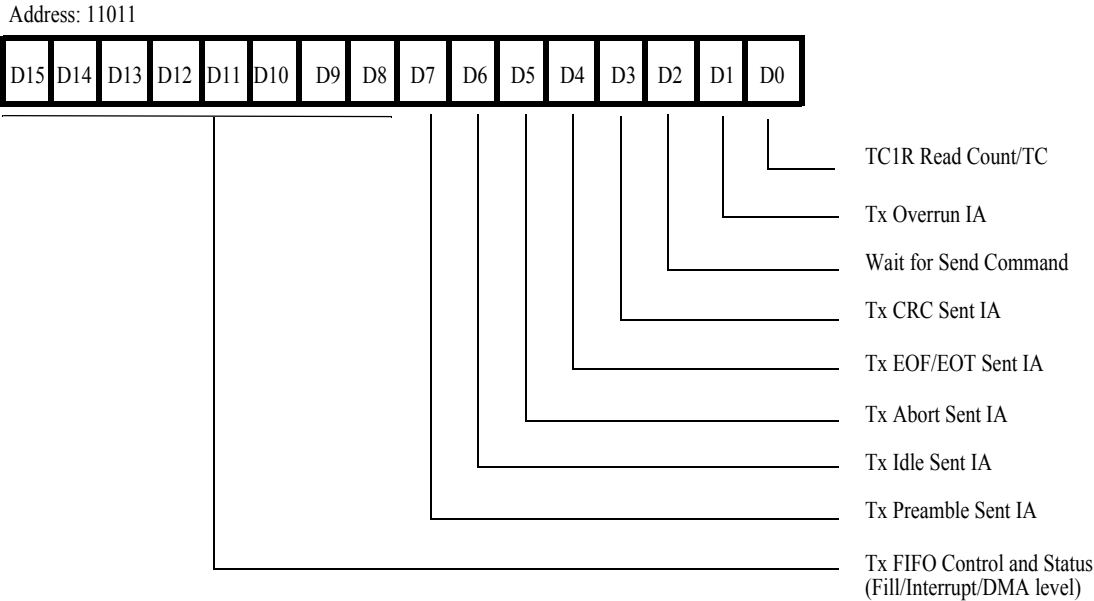 Address: 11011
D15 D14 D13 D12 D11 D10 D9 D8 D7 D6 D5 D4 D3 D2 D1 D0
TC1R Read Count/TC
Tx Overrun IA
Wait for Send Command
Tx CRC Sent IA
Tx EOF/EOT Sent IA
Tx Abort Sent IA
Tx Idle Sent IA
Tx Preamble Sent IA
Tx FIFO Control and Status
(Fill/Interrupt/DMA level)